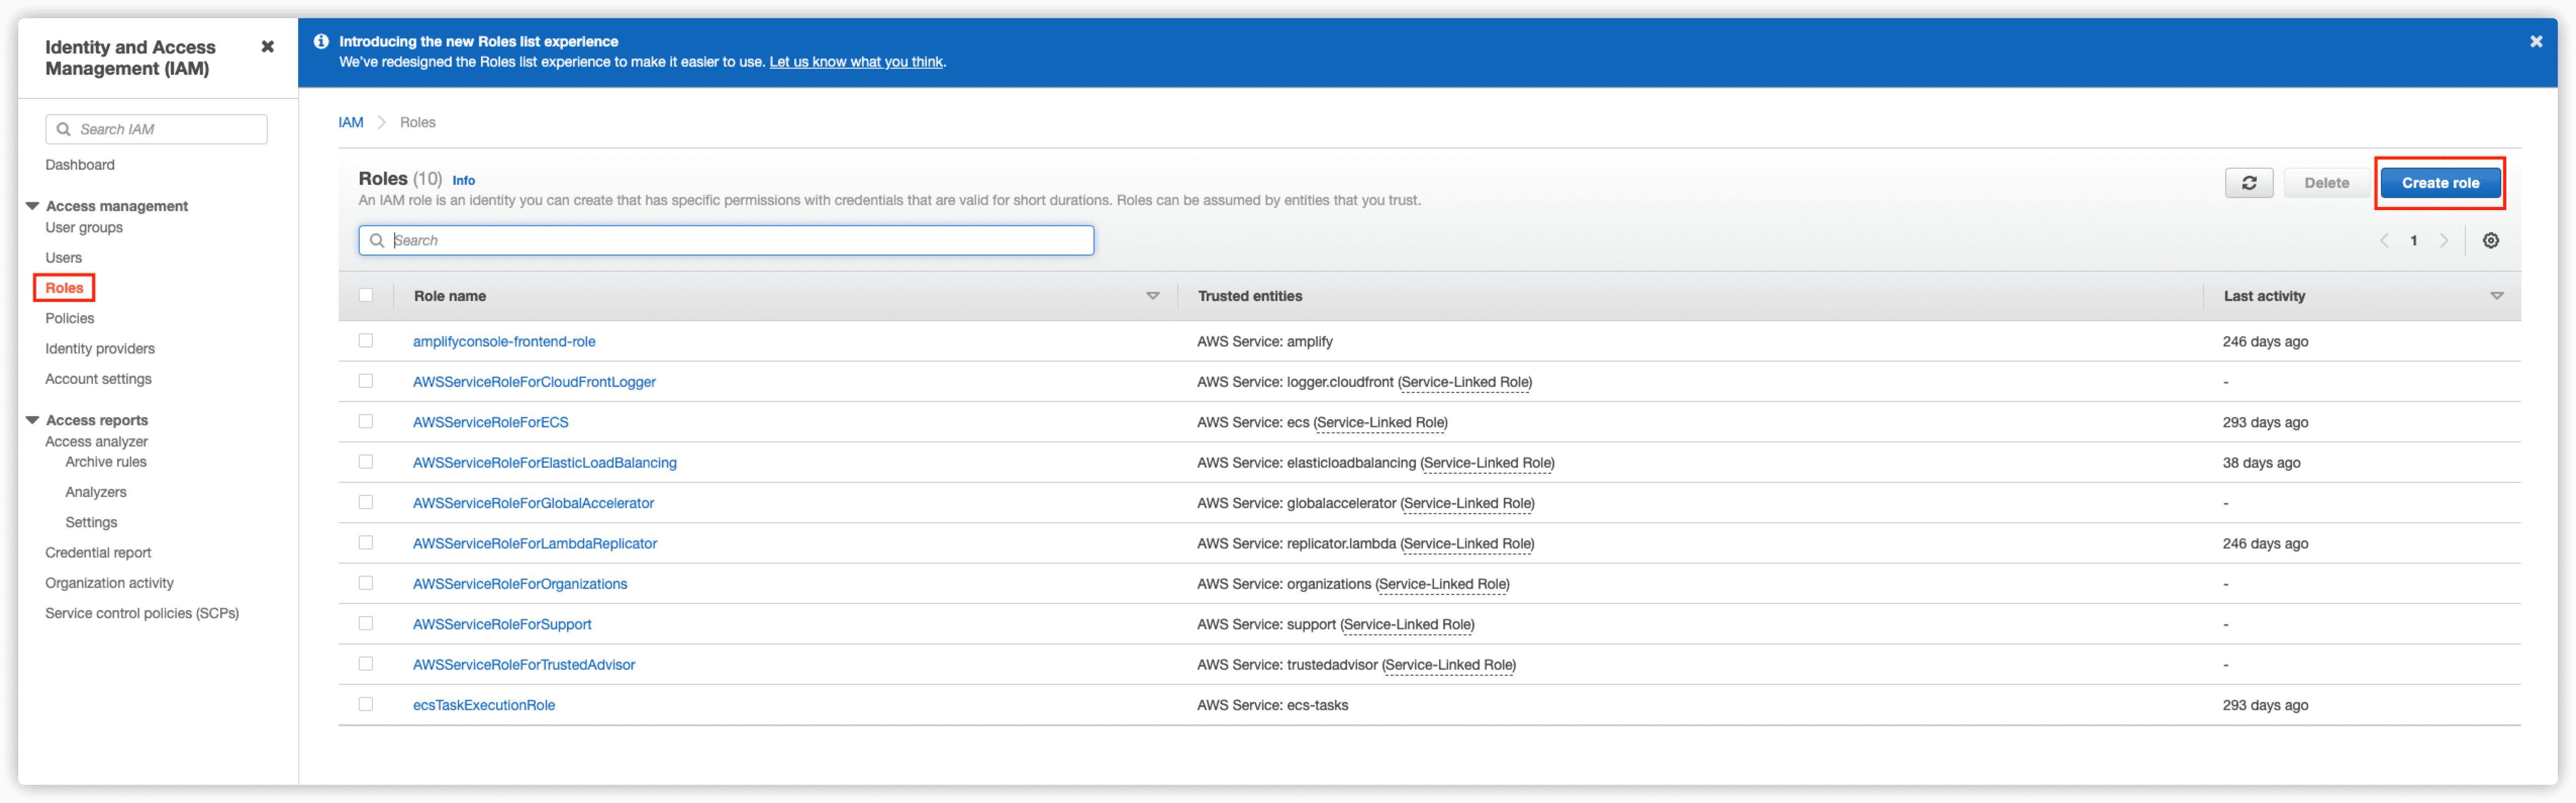 Identity and Access
Management (IAM)
Search IAM
Dashboard
Access management
User groups
Users
Roles
Policies
Identity providers
Account settings
Access reports
Access analyzer
Archive rules
Analyzers
Settings
Credential report
Organization activity
Service control policies (SCPs)
Introducing the new Roles list experience
We've redesigned the Roles list experience to make it easier to use. Let us know what you think.
IAM Roles
Roles (10) Info
An IAM role is an identity you can create that has specific permissions with credentials that are valid for short durations. Roles can be assumed by entities that you trust.
Delete Create role
Search
1
Role name Trusted entities Last activity
amplifyconsole-frontend-role AWS Service: amplify 246 days ago
AWSServiceRoleForCloudFrontLogger AWS Service: logger.cloudfront (Service-Linked Role) -
AWSServiceRoleForECS AWS Service: ecs (Service-Linked Role) 293 days ago
AWSServiceRoleForElasticLoadBalancing AWS Service: elasticloadbalancing (Service-Linked Role) 38 days ago
AWSServiceRoleForGlobalAccelerator AWS Service: globalaccelerator (Service-Linked Role) -
AWSServiceRoleForLambdaReplicator AWS Service: replicator.lambda (Service-Linked Role) 246 days ago
AWSServiceRoleForOrganizations AWS Service: organizations (Service-Linked Role) -
AWSServiceRoleForSupport AWS Service: support (Service-Linked Role) -
AWSServiceRoleForTrustedAdvisor AWS Service: trustedadvisor (Service-Linked Role) -
ecsTaskExecutionRole AWS Service: ecs-tasks 293 days ago